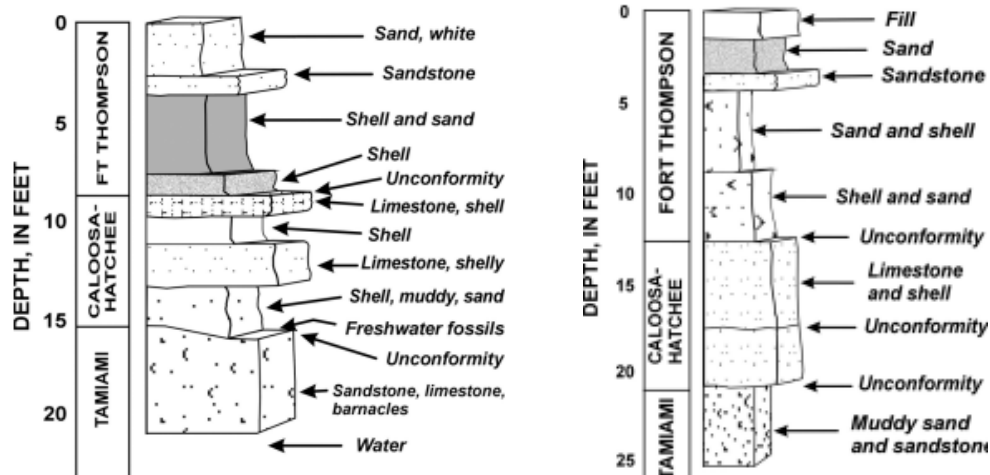 0
5
10
15
20
DEPTH, IN FEET
FT THOMPSON
CALOOSA-
HATCHEE
TAMIAMI
Sand, white
Sandstone
Shell and sand
Shell
Unconformity
Limestone, shell
Shell
Limestone, shelly
Shell, muddy, sand
Freshwater fossils
Unconformity
Sandstone, limestone,
barnacles
Water
0
5
10
15
20
25
DEPTH, IN FEET
FORT THOMPSON
CALOOSA-
HATCHEE
TAMIAMI
Fill
Sand
Sandstone
Sand and shell
Shell and sand
Unconformity
Limestone
and shell
Unconformity
Unconformity
Muddy sand
and sandstone